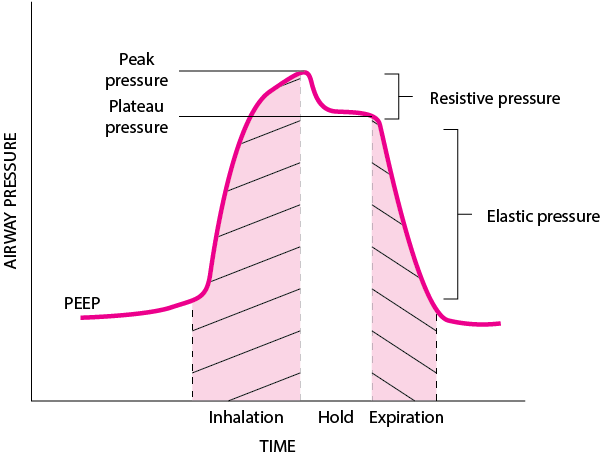 Peak
pressure
Plateau
pressure
Resistive pressure
Elastic pressure
AIRWAY PRESSURE
PEEP
Inhalation
Hold
Expiration
TIME